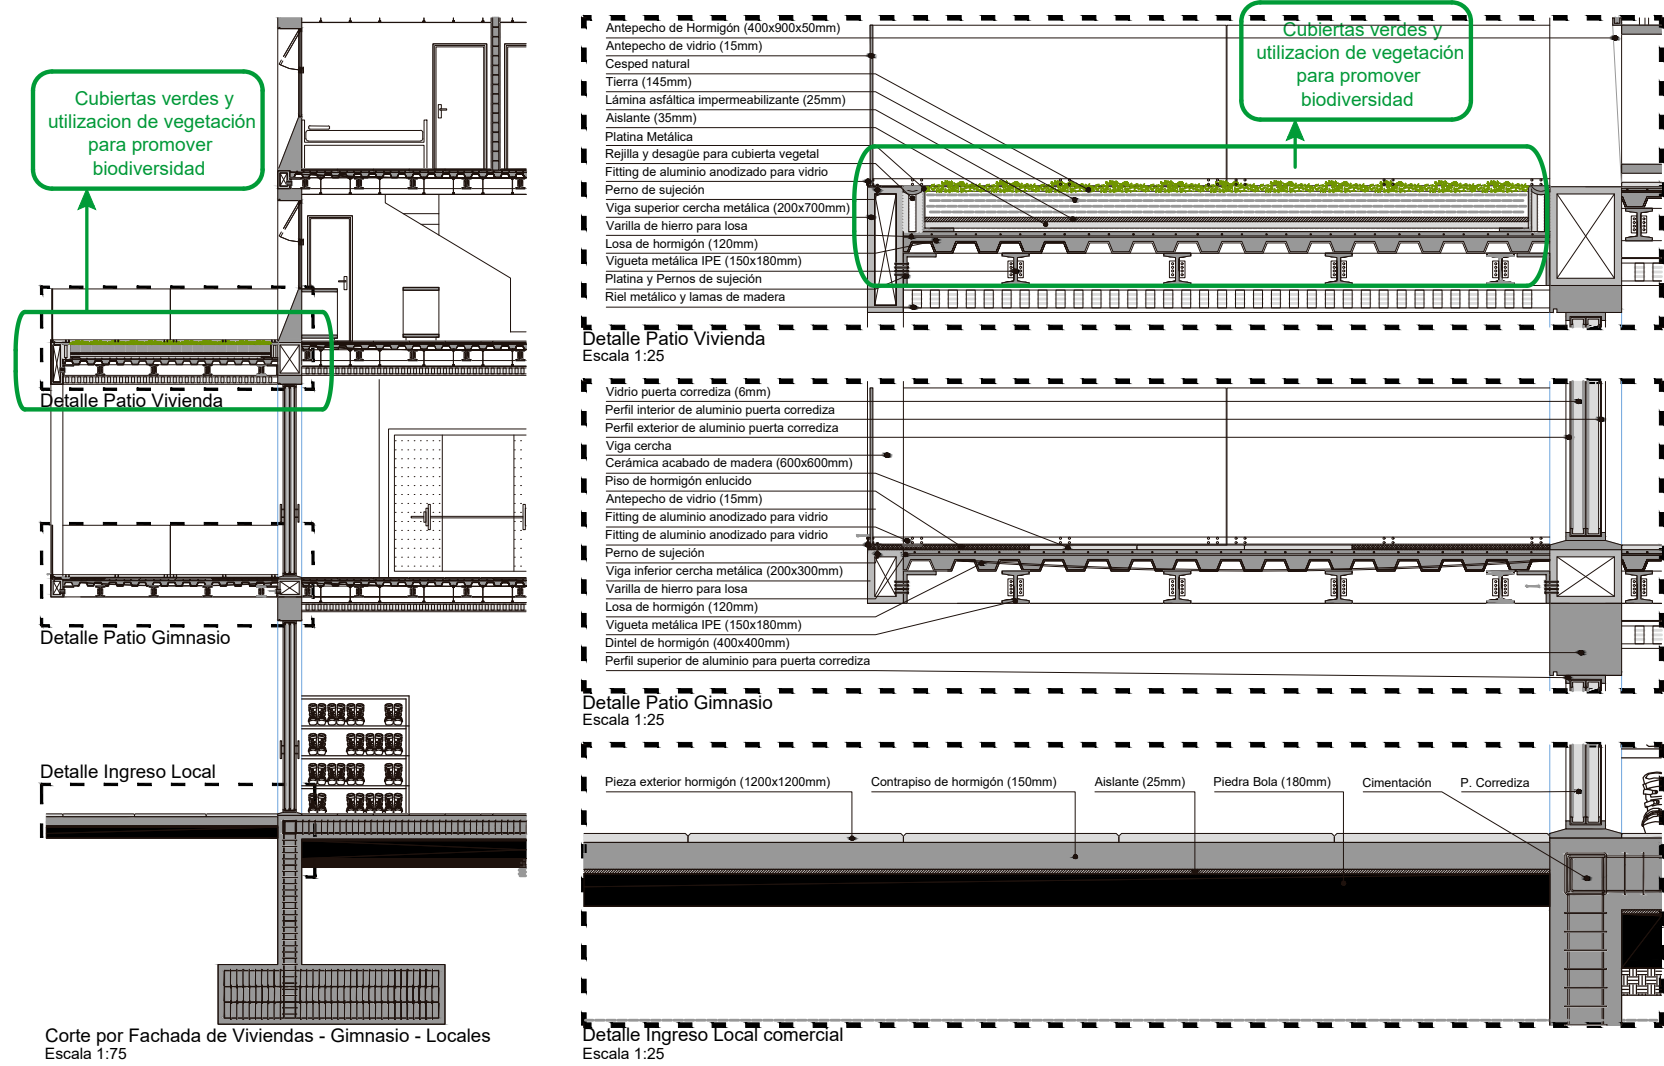 Cubiertas verdes y
utilizacion de vegetación
para promover
biodiversidad
Detalle Patio Vivienda
Detalle Patio Gimnasio
Detalle Ingreso Local
Corte por Fachada de Viviendas - Gimnasio - Locales
Escala 1:75
Antepecho de Hormigón (400x900x50mm)
Antepecho de vidrio (15mm)
Cesped natural
Tierra (145mm)
Lámina asfáltica impermeabilizante (25mm)
Aislante (35mm)
Platina Metálica
Rejilla y desagüe para cubierta vegetal
Fitting de aluminio anodizado para vidrio
Perno de sujeción
Viga superior cercha metálica (200x700mm)
Varilla de hierro para losa
Losa de hormigón (120mm)
Vigueta metálica IPE (150x180mm)
Platina y Pernos de sujeción
Riel metálico y lamas de madera
Cubiertas verdes y
utilizacion de vegetación
para promover
biodiversidad
Detalle Patio Vivienda
Escala 1:25
Vidrio puerta corrediza (6mm)
Perfil interior de aluminio puerta corrediza
Perfil exterior de aluminio puerta corrediza
Viga cercha
Cerámica acabado de madera (600x600mm)
Piso de hormigón enlucido
Antepecho de vidrio (15mm)
Fitting de aluminio anodizado para vidrio
Fitting de aluminio anodizado para vidrio
Perno de sujeción
Viga inferior cercha metálica (200x300mm)
Varilla de hierro para losa
Losa de hormigón (120mm)
Vigueta metálica IPE (150x180mm)
Dintel de hormigón (400x400mm)
Perfil superior de aluminio para puerta corrediza
Detalle Patio Gimnasio
Escala 1:25
Pieza exterior hormigón (1200x1200mm)
Contrapiso de hormigón (150mm)
Aislante (25mm)
Piedra Bola (180mm)
Cimentación
P. Corrediza
Detalle Ingreso Local comercial
Escala 1:25